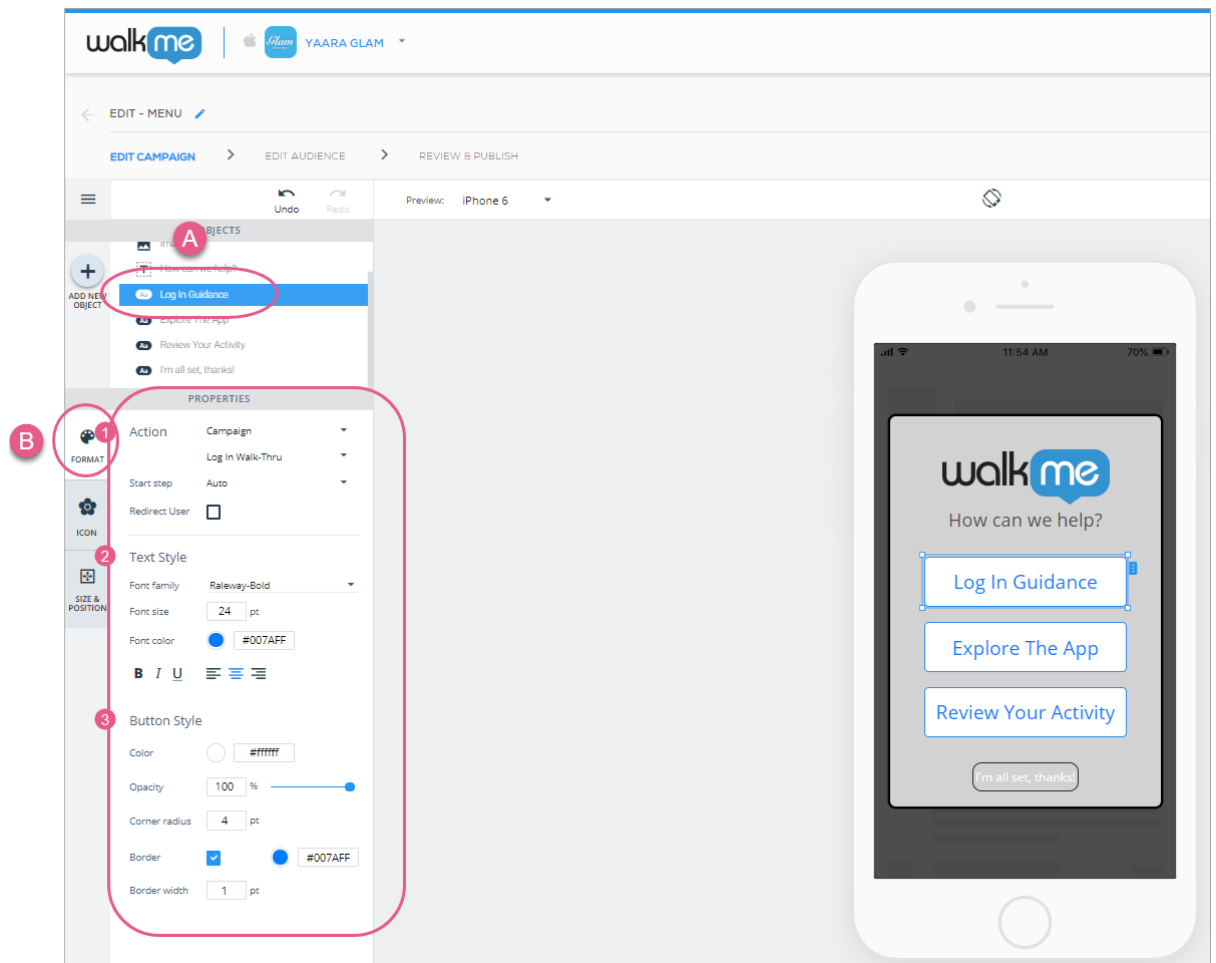 walkme
Glam
YAARA GLAM
EDIT - MENU
EDIT CAMPAIGN
EDIT AUDIENCE
REVIEW & PUBLISH
Undo
Redo
Preview: iPhone 6
A
ADD NEW
OBJECT
How can we help?
Aa Log In Guidance
Aa Explore The App
Aa Review Your Activity
Aa I'm all set, thanks!
PROPERTIES
B
FORMAT
ICON
SIZE &
POSITION
1
Action Campaign
Log In Walk-Thru
Start step Auto
Redirect User
2
Text Style
Font family Raleway-Bold
Font size 24 pt
Font color #007AFF
B I U
3
Button Style
Color #ffffff
Opacity 100 %
Corner radius 4 pt
Border #007AFF
Border width 1 pt
11:54 AM 70%
walkme
How can we help?
Log In Guidance
Explore The App
Review Your Activity
I'm all set, thanks!